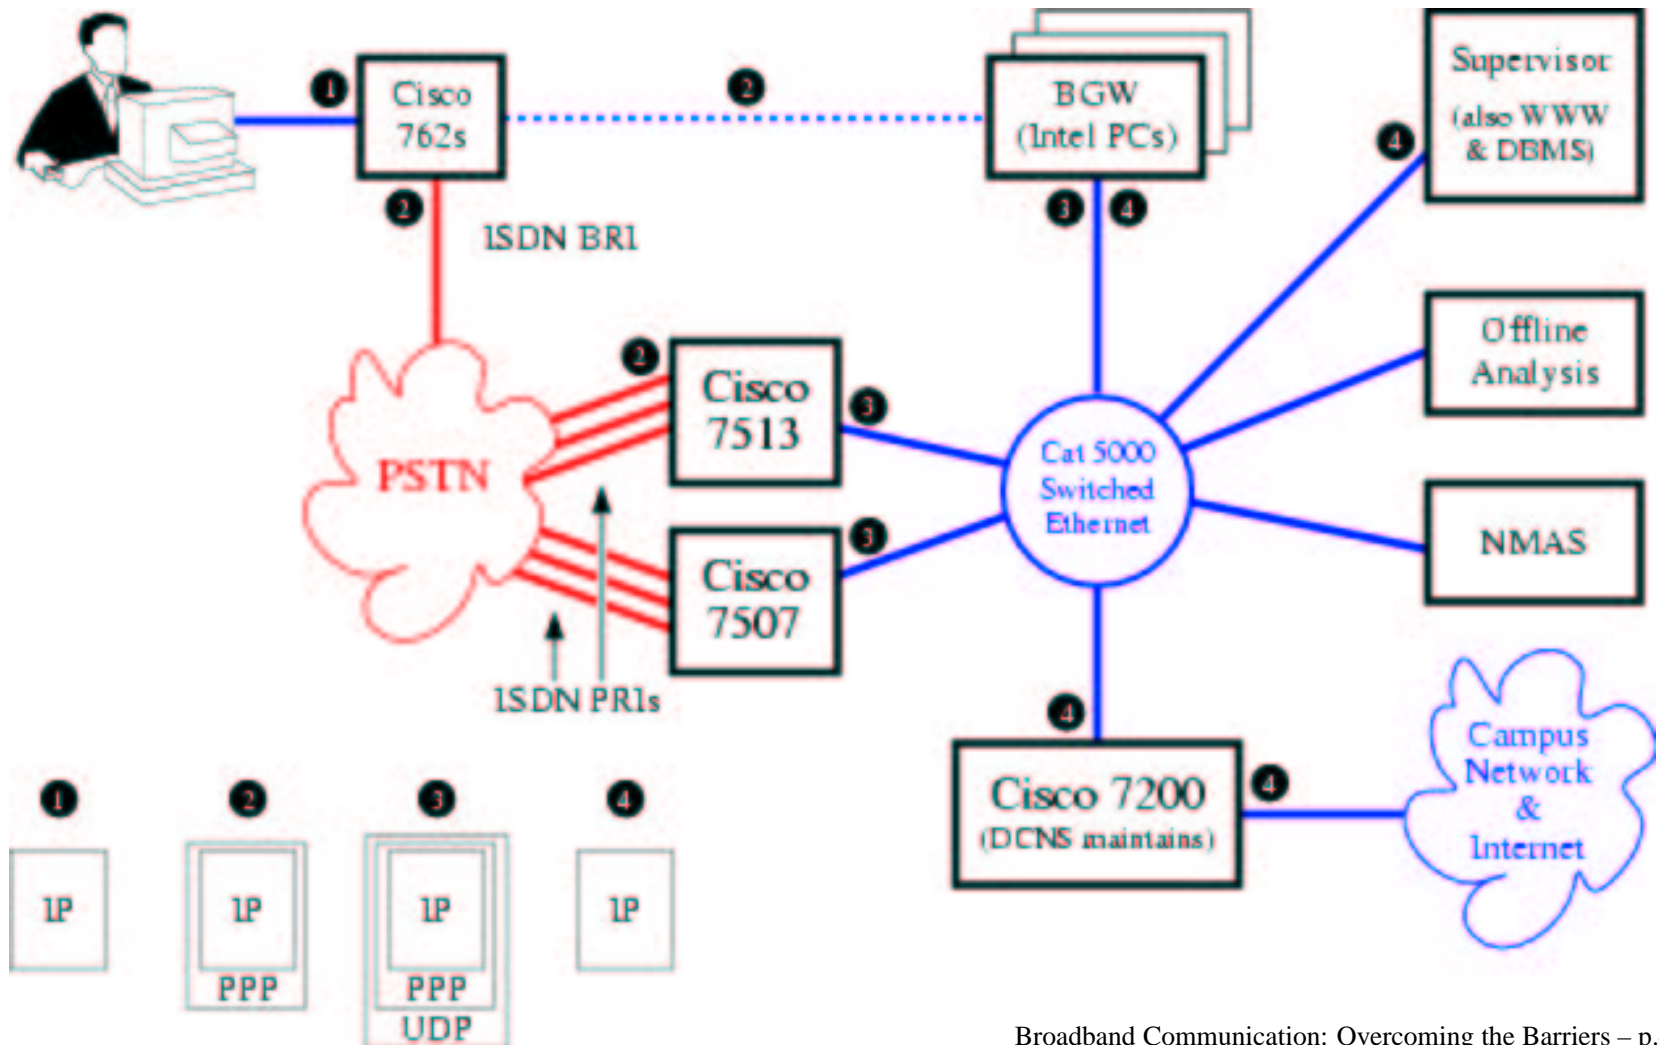 1
Cisco
762s
2
BGW
(Intel PCs)
Supervisor
(also WWW
& DBMS)
4
2
ISDN BRI
3
4
Offline
Analysis
2
Cisco
7513
3
PSTN
Cat 5000
Switched
Ethernet
NMAS
3
Cisco
7507
ISDN PRIs
4
Cisco 7200
(DCNS maintains)
4
Campus
Network
&
Internet
1
2
3
4
IP
IP
PPP
IP
PPP
UDP
IP
Broadband Communication: Overcoming the Barriers – p.